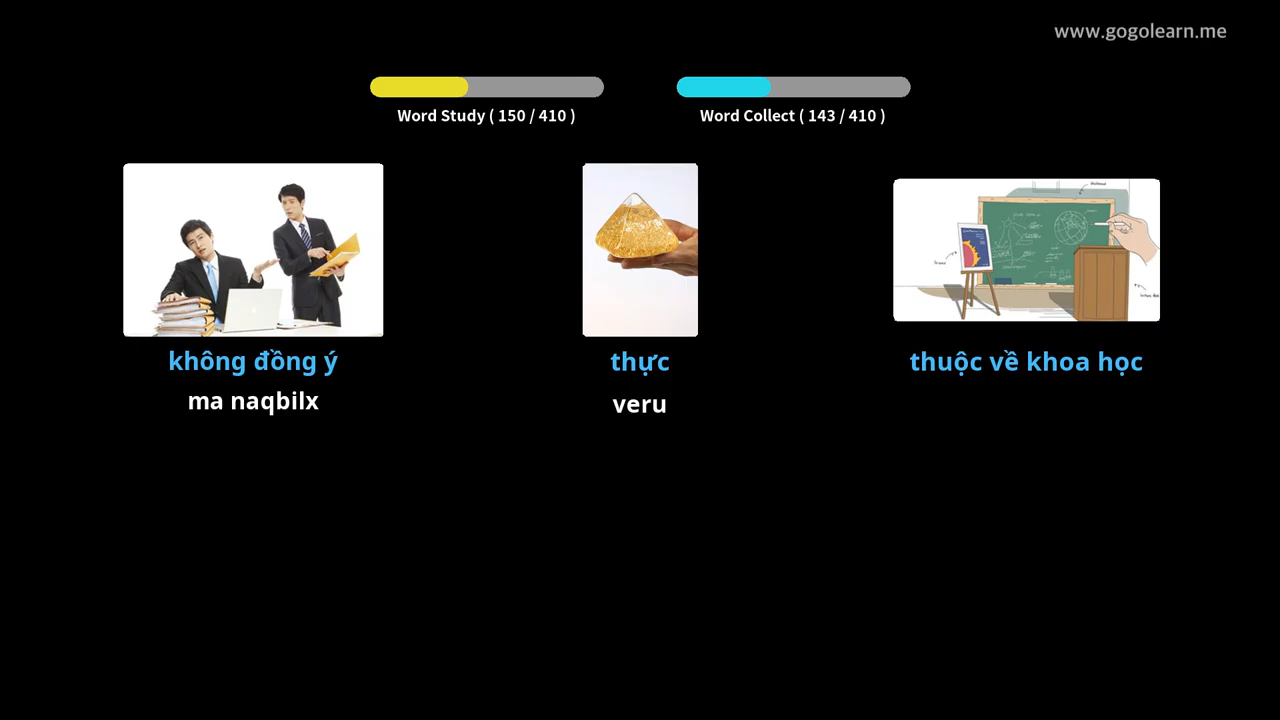 www.gogolearn.me
Word Study ( 150 / 410 )
Word Collect ( 143 / 410 )
không đồng ý
ma naqbilx
thực
veru
thuộc về khoa học